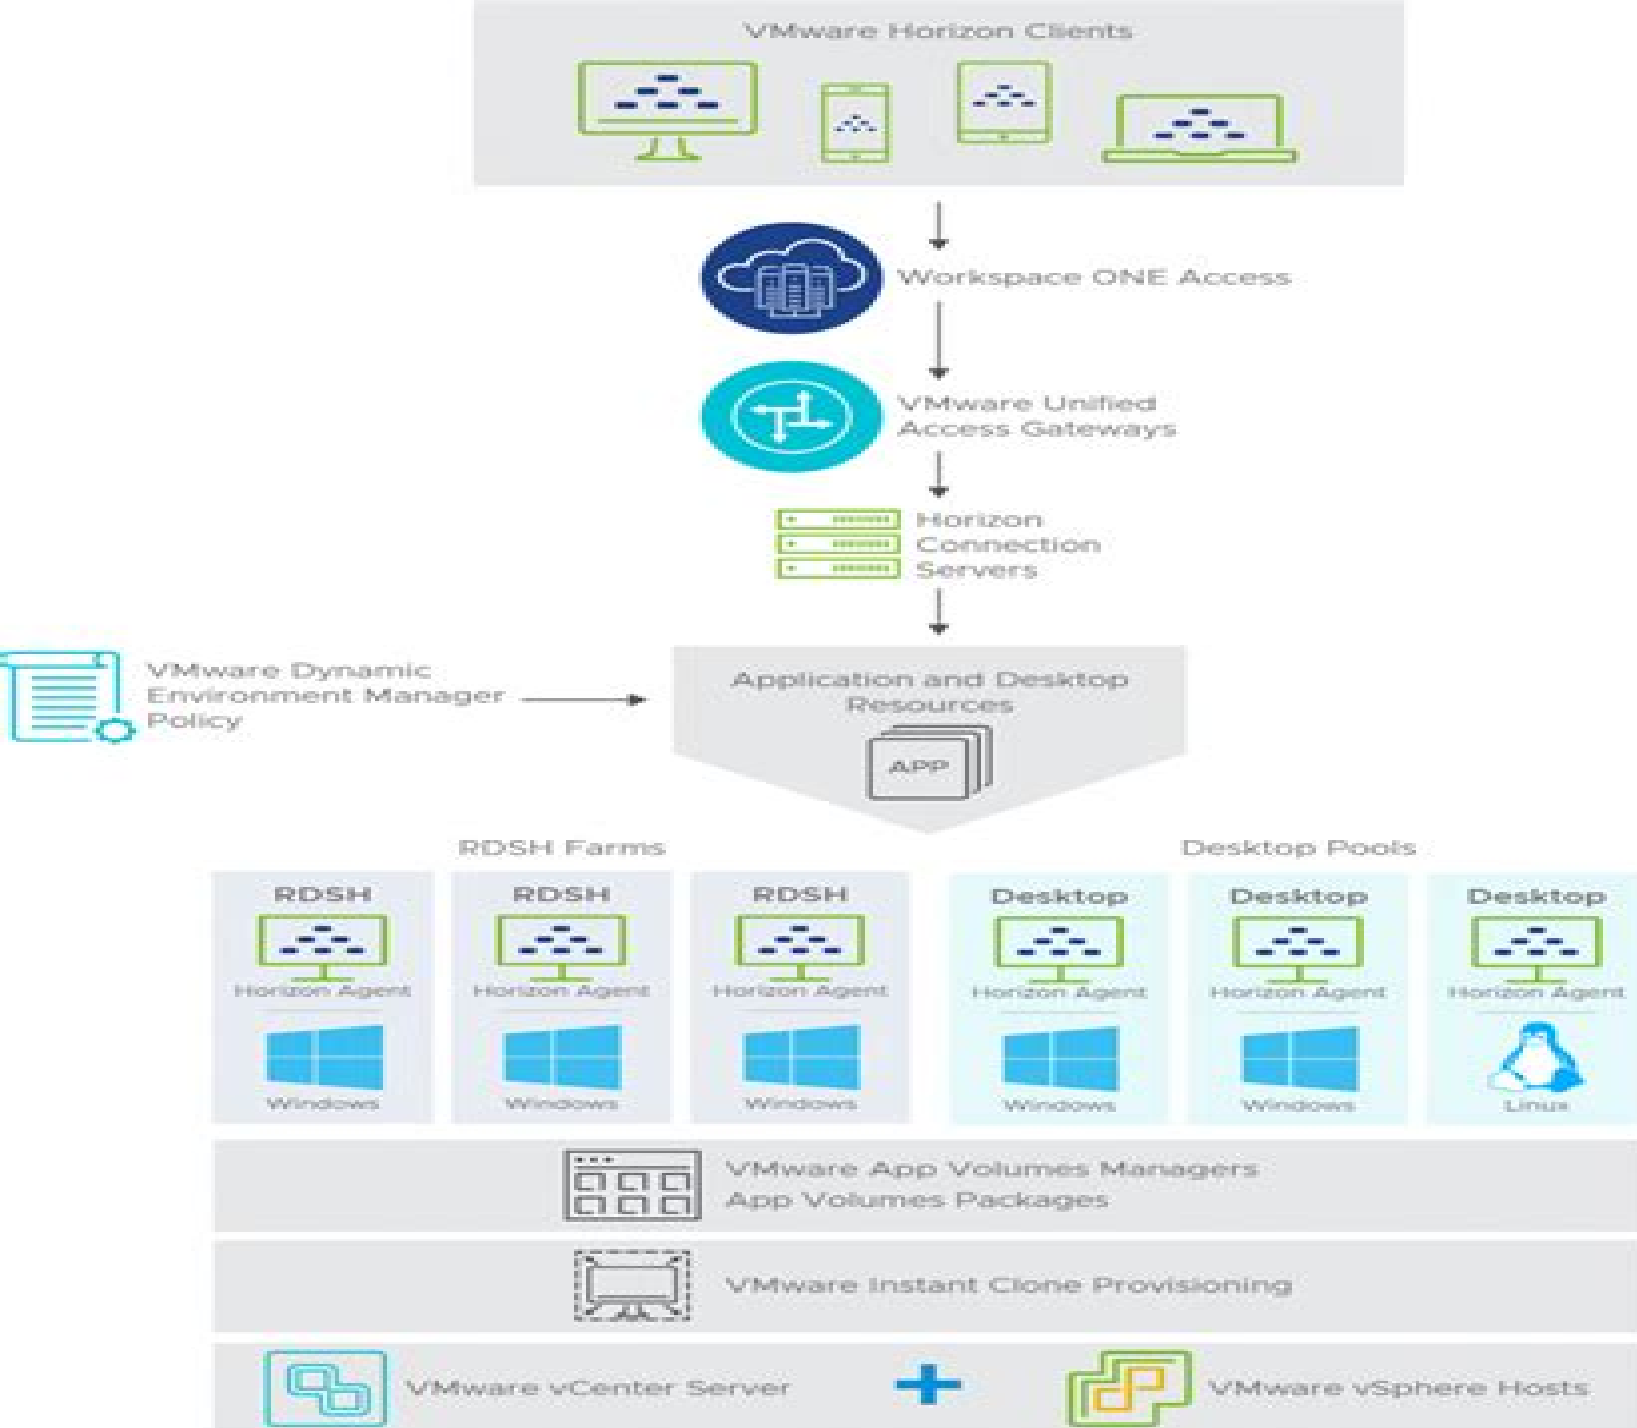 VMware Horizon Clients
Workspace ONE Access
VMware Unified
Access Gateways
Horizon
Connection
Servers
VMware Dynamic
Environment Manager
Policy
Application and Desktop
Resources
APP
RDSH Farms
Desktop Pools
RDSH
RDSH
RDSH
Desktop
Desktop
Desktop
Horizon Agent
Horizon Agent
Horizon Agent
Horizon Agent
Horizon Agent
Horizon Agent
Windows
Windows
Windows
Windows
Windows
Linux
VMware App Volumes Managers
App Volumes Packages
VMware Instant Clone Provisioning
VMware vCenter Server
VMware vSphere Hosts